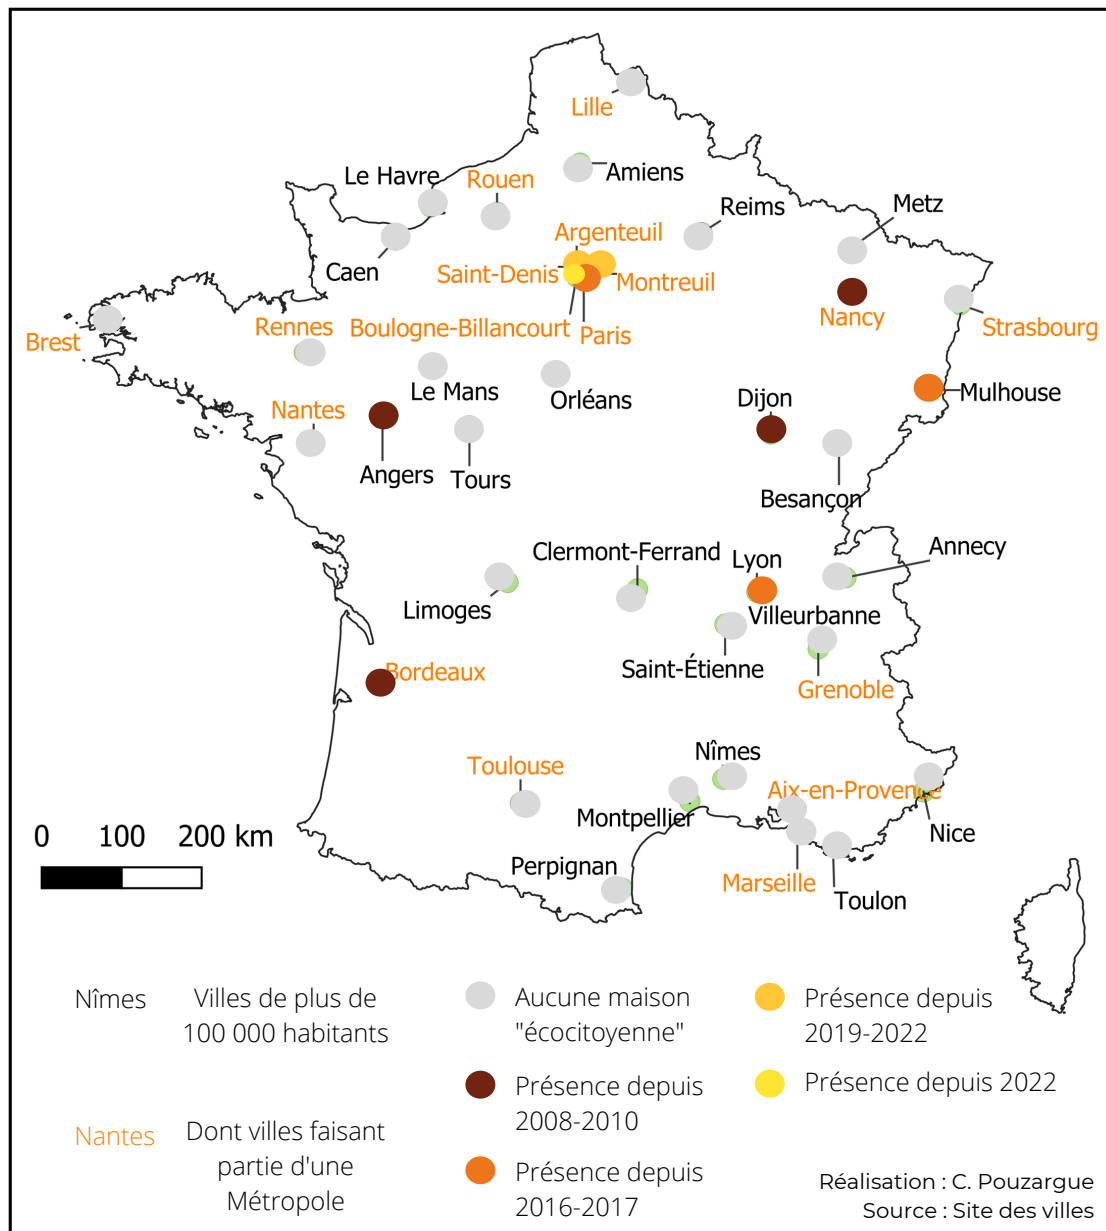 Lille
Amiens
Le Havre
Rouen
Reims
Metz
Argenteuil
Caen
Saint-Denis
Montreuil
Nancy
Strasbourg
Brest
Rennes
Boulogne-Billancourt
Paris
Le Mans
Orléans
Dijon
Mulhouse
Nantes
Angers
Tours
Besançon
Clermont-Ferrand
Lyon
Annecy
Limoges
Villeurbanne
Saint-Étienne
Grenoble
Bordeaux
Nîmes
Toulouse
Aix-en-Provence
Montpellier
Nice
0 100 200 km
Perpignan
Marseille
Toulon
Nîmes
Villes de plus de
100 000 habitants
Nantes
Dont villes faisant
partie d'une
Métropole
Aucune maison
"écocitoyenne"
Présence depuis
2008-2010
Présence depuis
2016-2017
Présence depuis
2019-2022
Présence depuis 2022
Réalisation : C. Pouzargue
Source : Site des villes